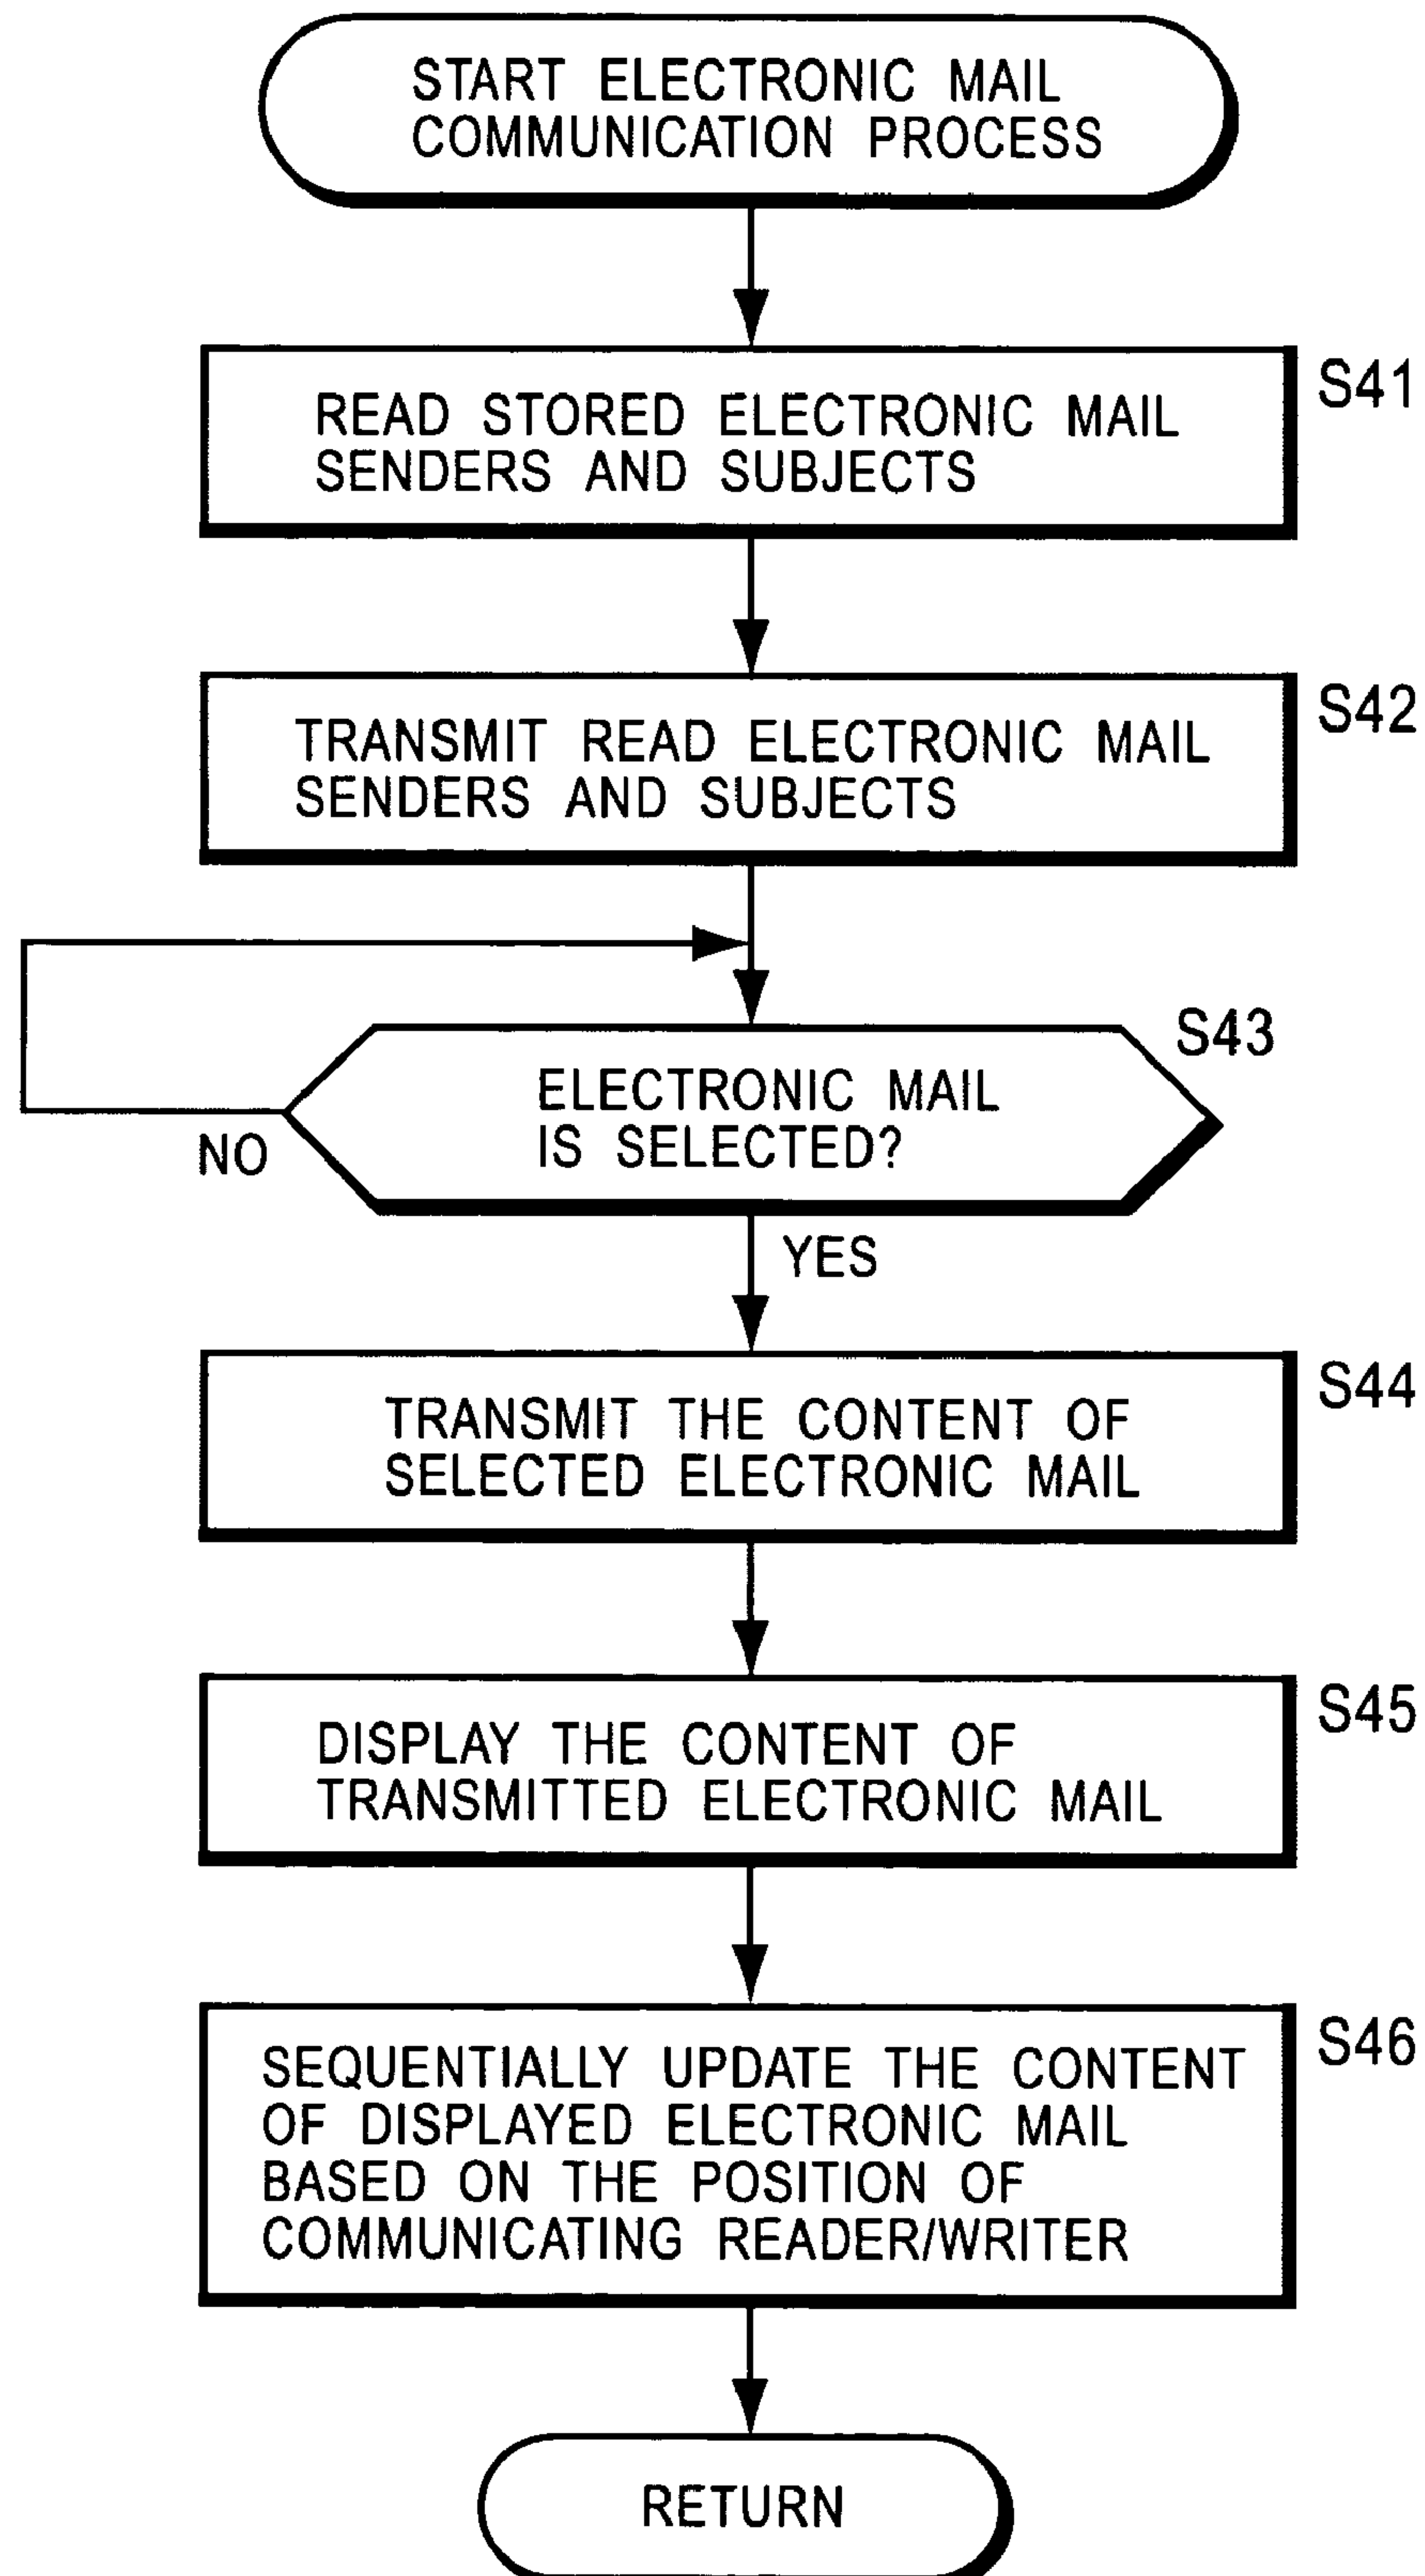 START ELECTRONIC MAIL
COMMUNICATION PROCESS
READ STORED ELECTRONIC MAIL
SENDERS AND SUBJECTS
S41
TRANSMIT READ ELECTRONIC MAIL
SENDERS AND SUBJECTS
S42
S43
ELECTRONIC MAIL
IS SELECTED?
NO
YES
TRANSMIT THE CONTENT OF
SELECTED ELECTRONIC MAIL
S44
DISPLAY THE CONTENT OF
TRANSMITTED ELECTRONIC MAIL
S45
SEQUENTIALLY UPDATE THE CONTENT
OF DISPLAYED ELECTRONIC MAIL
BASED ON THE POSITION OF
COMMUNICATING READER/WRITER
S46
RETURN